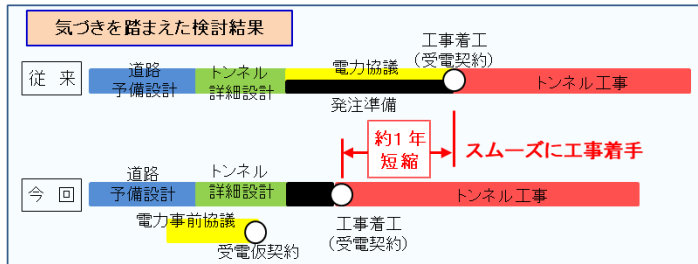 気づきを踏まえた検討結果
従 来
道路
予備設計
トンネル
詳細設計
電力協議
発注準備
工事着工
(受電契約)
トンネル工事
約1年
短縮
スムーズに工事着手
今 回
道路
予備設計
トンネル
詳細設計
トンネル工事
電力事前協議
受電仮契約
工事着工
(受電契約)